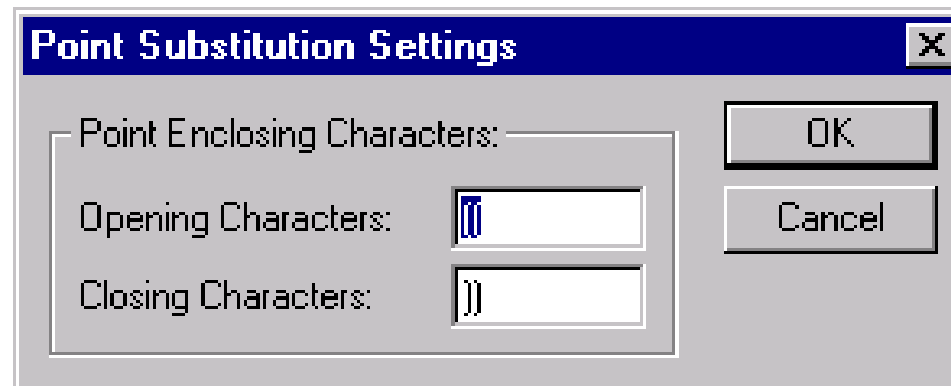 Point Substitution Settings
Point Enclosing Characters:
OK
Opening Characters: ((
Cancel
Closing Characters: ))